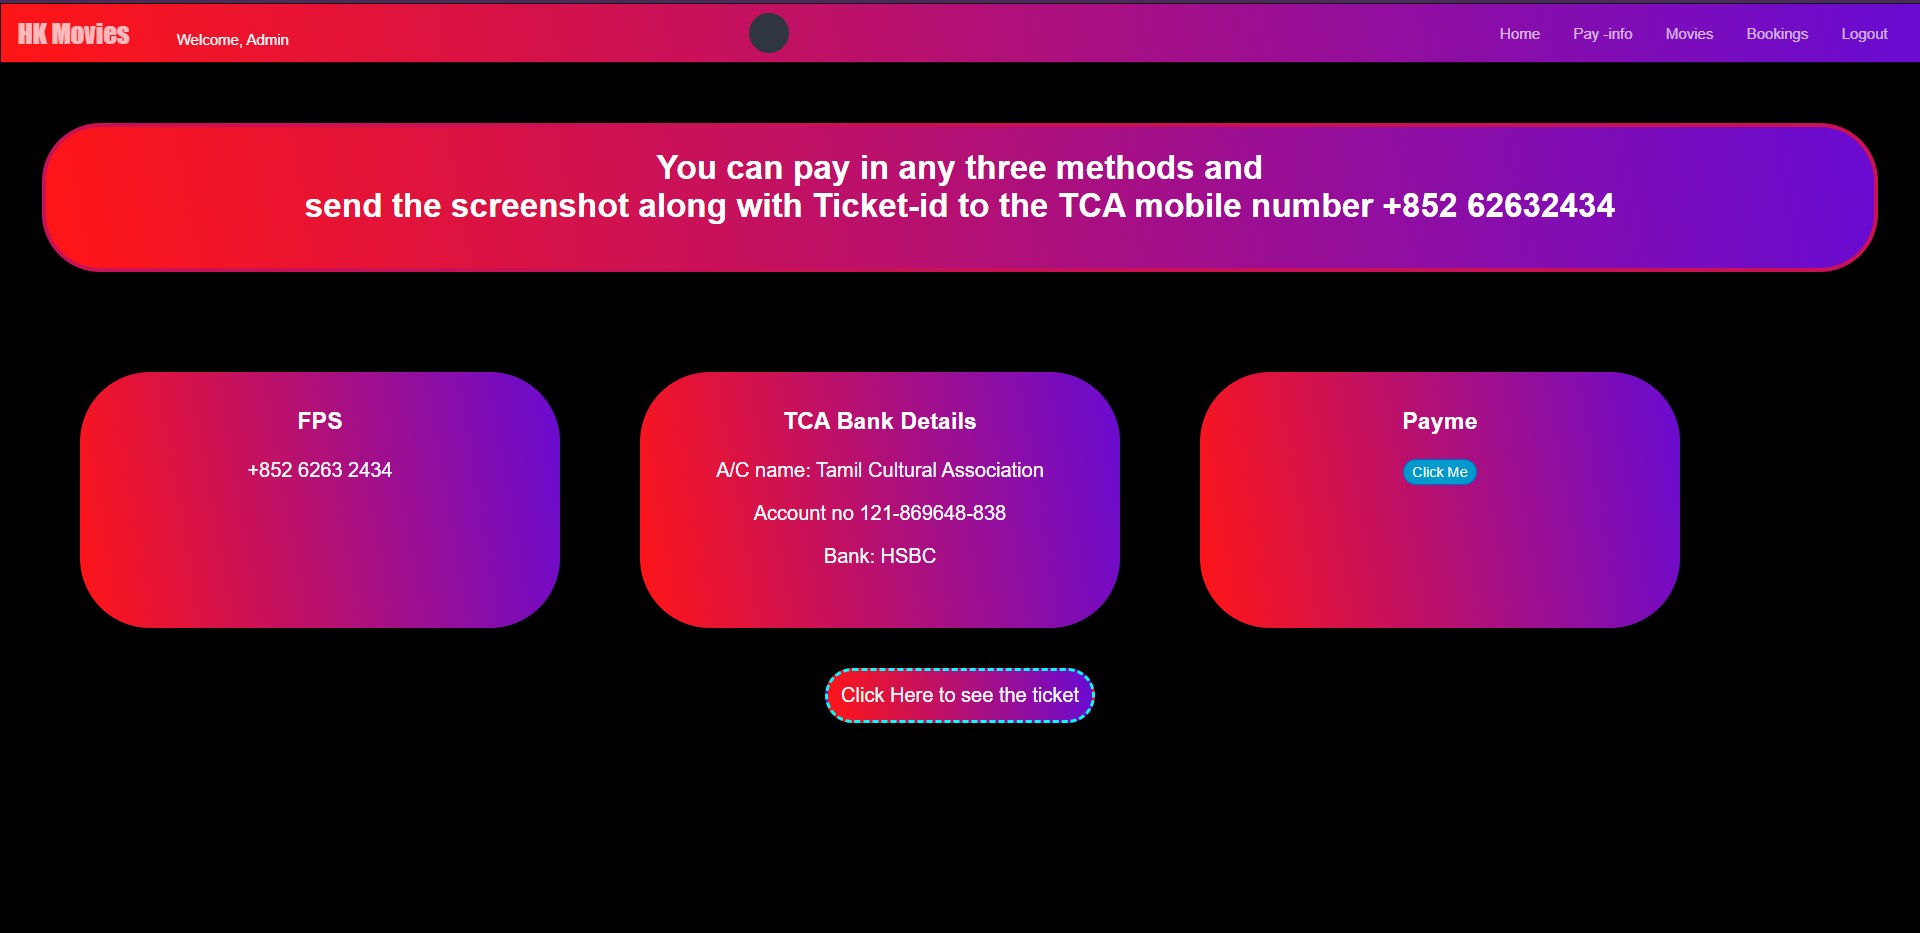 HK Movies
Welcome, Admin
Home
Pay -info
Movies
Bookings
Logout
You can pay in any three methods and
send the screenshot along with Ticket-id to the TCA mobile number +852 62632434
FPS
+852 6263 2434
TCA Bank Details
A/C name: Tamil Cultural Association
Account no 121-869648-838
Bank: HSBC
Payme
Click Me
Click Here to see the ticket